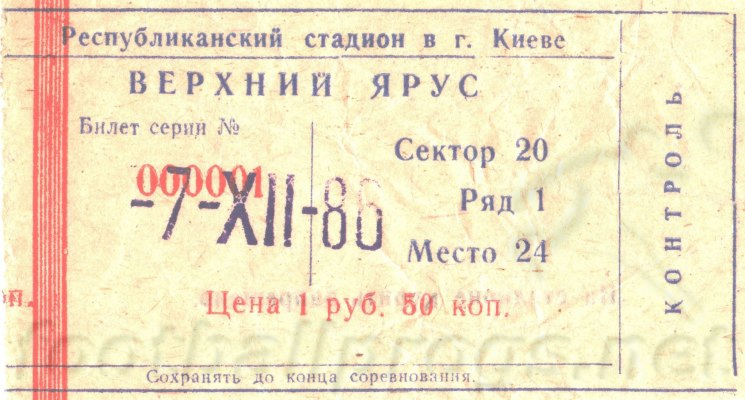 Республиканский стадион в г. Киеве
ВЕРХНИЙ ЯРУС
Билет серии №
000001
-7-XII-86
Сектор 20
Ряд 1
Место 24
Цена 1 руб. 50 коп.
Сохранять до конца соревнования.
КОНТРОЛЬ